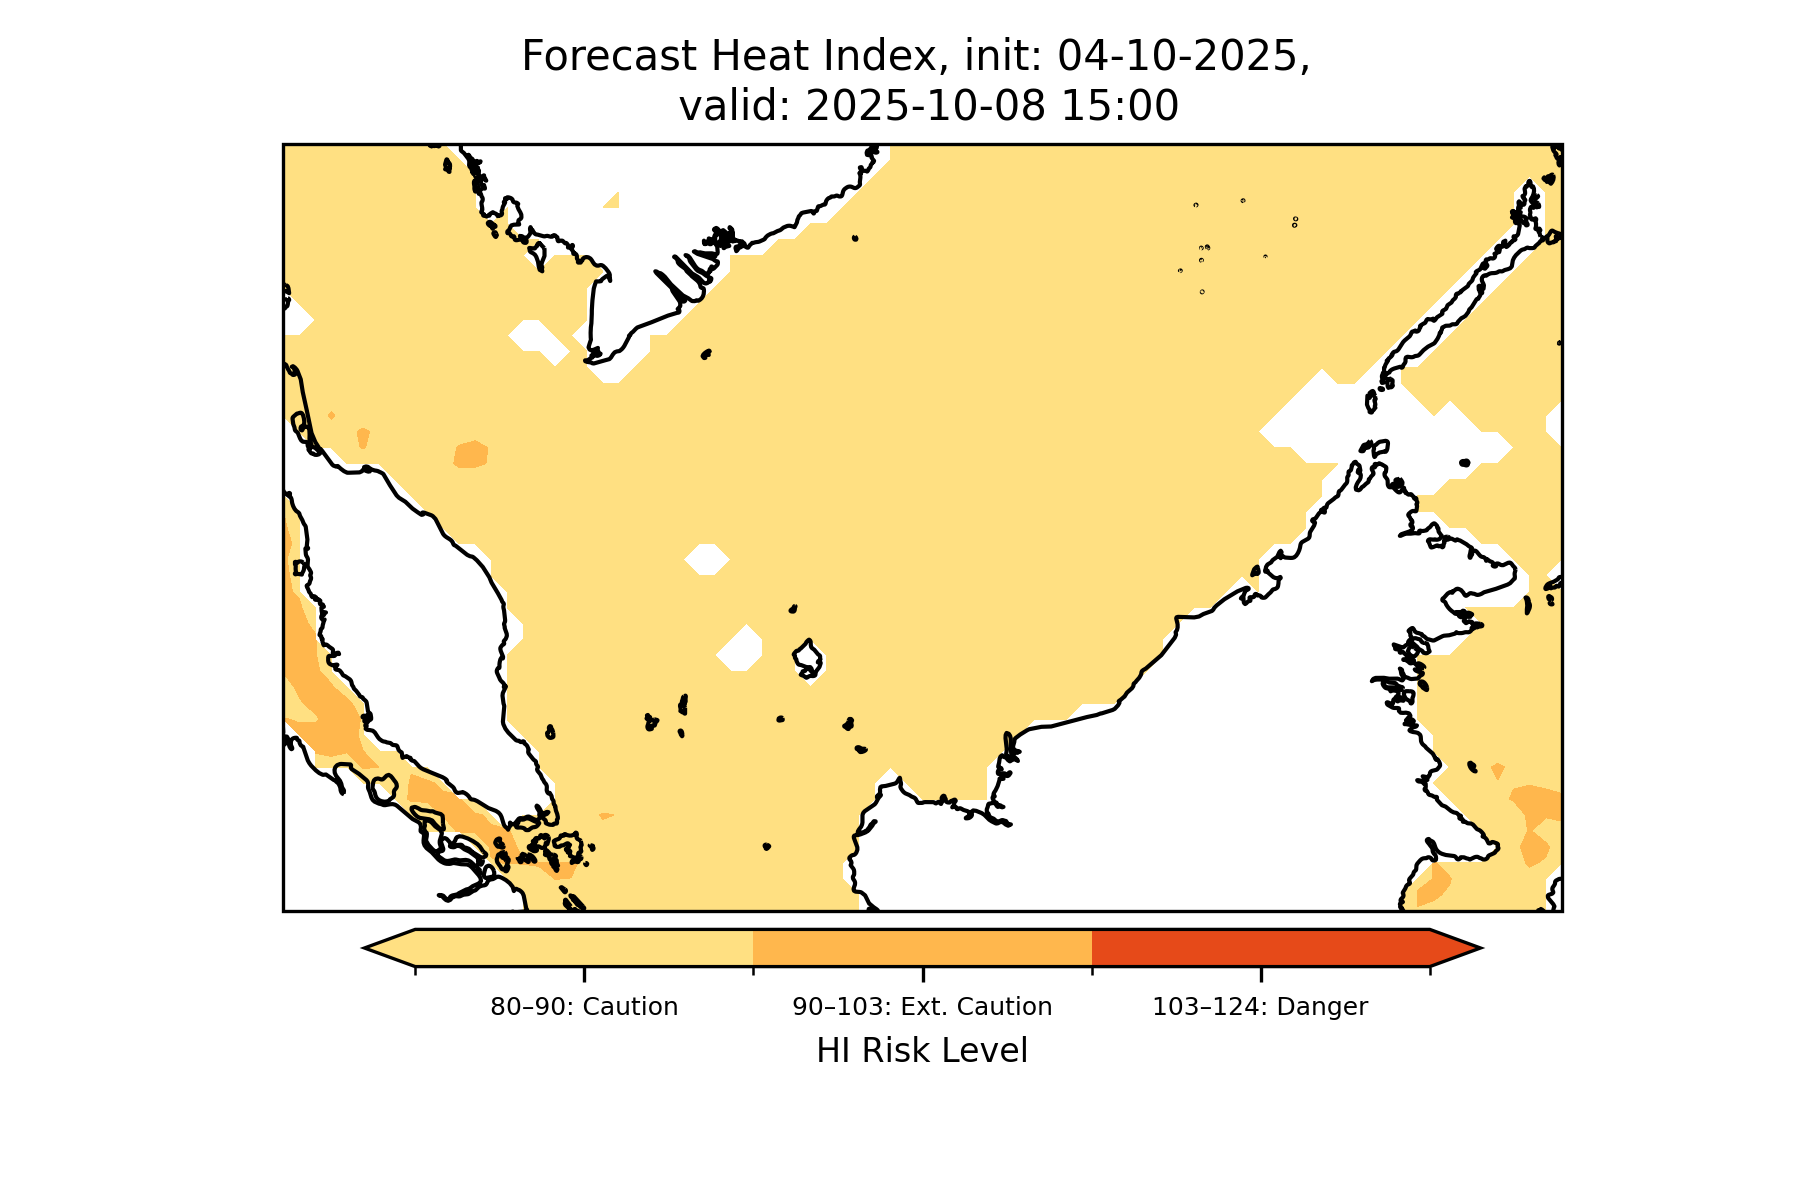 Forecast Heat Index, init: 04-10-2025,
valid: 2025-10-08 15:00
80–90: Caution
90–103: Ext. Caution
103–124: Danger
HI Risk Level